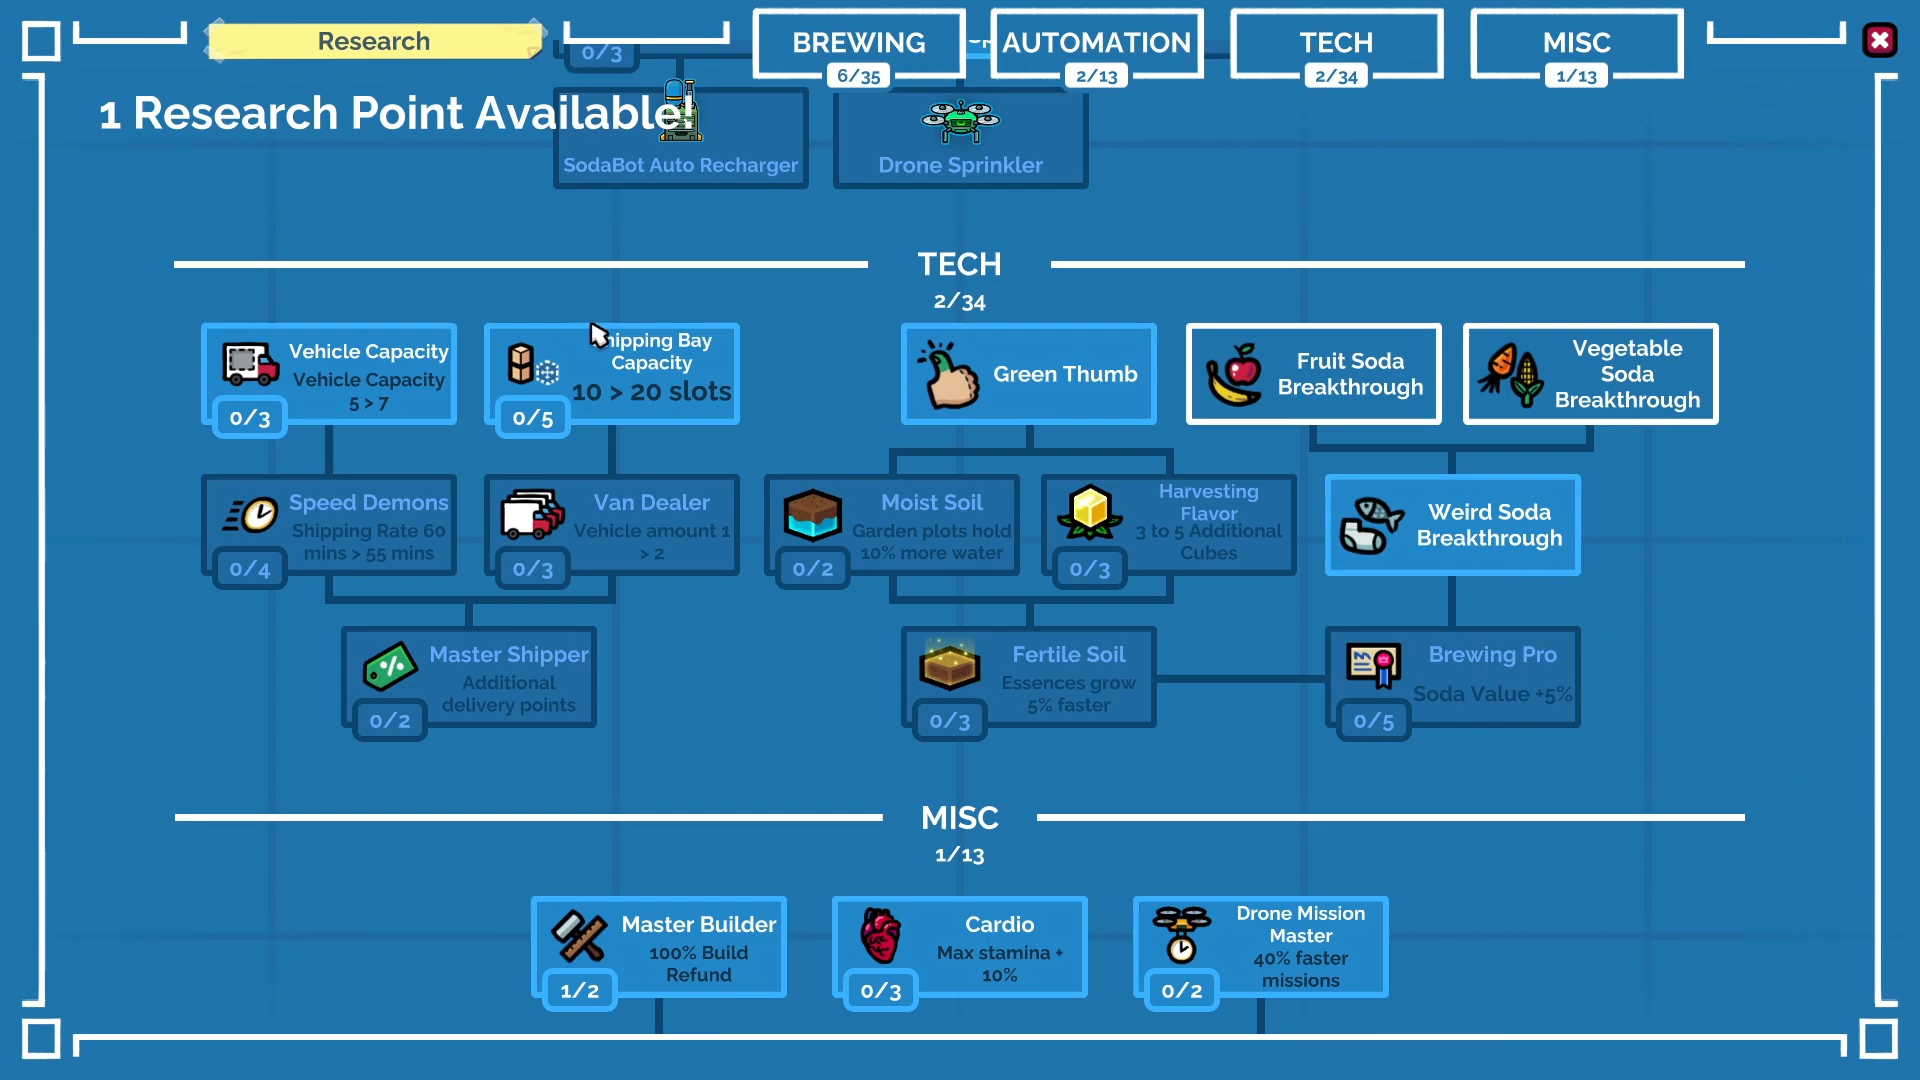 Research
0/3
BREWING
6/35
AUTOMATION
2/13
TECH
2/34
MISC
1/13
1 Research Point Available!
SodaBot Auto Recharger
Drone Sprinkler
TECH
2/34
Vehicle Capacity
Vehicle Capacity
5 > 7
0/3
Capacity
10 > 20 slots
0/5
Green Thumb
Fruit Soda
Breakthrough
Vegetable
Soda
Breakthrough
Speed Demons
Shipping Rate 60
mins > 55 mins
0/4
Van Dealer
Vehicle amount 1
> 2
0/3
Moist Soil
Garden plots hold
10% more water
0/2
Harvesting
Flavor
3 to 5 Additional
Cubes
0/3
Weird Soda
Breakthrough
Master Shipper
Additional
delivery points
0/2
Fertile Soil
Essences grow
5% faster
0/3
Brewing Pro
Soda Value +5%
0/5
MISC
1/13
Master Builder
100% Build
Refund
1/2
Cardio
Max stamina +
10%
0/3
Drone Mission
Master
40% faster
missions
0/2